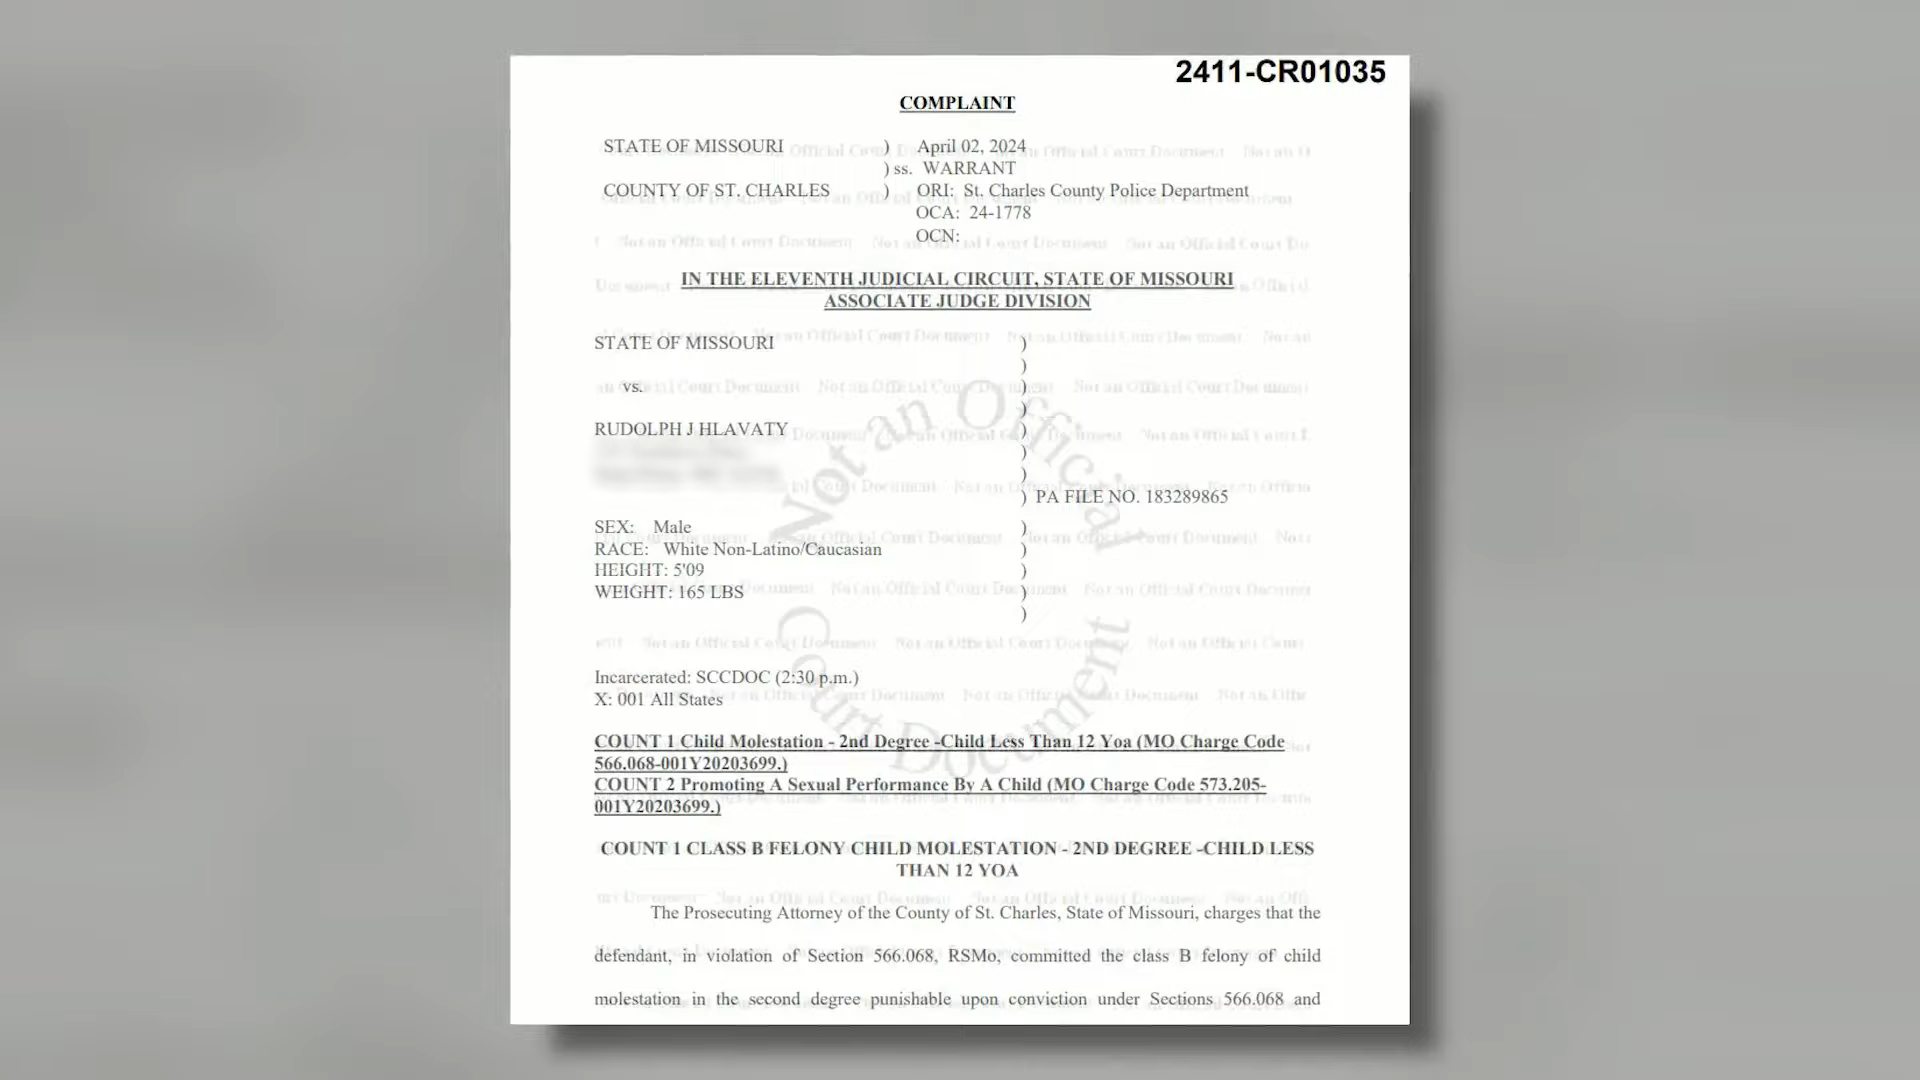 2411-CR01035
COMPLAINT
STATE OF MISSOURI ) April 02, 2024
) ss. WARRANT
COUNTY OF ST. CHARLES ) ORI: St. Charles County Police Department
OCA: 24-1778
OCN:
IN THE ELEVENTH JUDICIAL CIRCUIT, STATE OF MISSOURI
ASSOCIATE JUDGE DIVISION
STATE OF MISSOURI )
)
vs. )
)
RUDOLPH J HLAVATY )
)
)
) PA FILE NO. 183289865
SEX: Male )
RACE: White Non-Latino/Caucasian )
HEIGHT: 5'09 )
WEIGHT: 165 LBS )
)
Not an Official
Court Document
Incarcerated: SCCDOC (2:30 p.m.)
X: 001 All States
COUNT 1 Child Molestation - 2nd Degree -Child Less Than 12 Yoa (MO Charge Code
566.068-001Y20203699.)
COUNT 2 Promoting A Sexual Performance By A Child (MO Charge Code 573.205-
001Y20203699.)
COUNT 1 CLASS B FELONY CHILD MOLESTATION - 2ND DEGREE -CHILD LESS
THAN 12 YOA
The Prosecuting Attorney of the County of St. Charles, State of Missouri, charges that the
defendant, in violation of Section 566.068, RSMo, committed the class B felony of child
molestation in the second degree punishable upon conviction under Sections 566.068 and